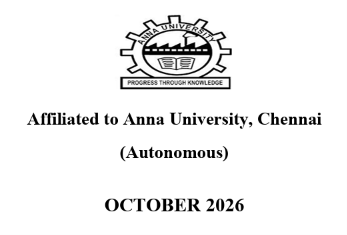 ANNA UNIVERSITY
PROGRESS THROUGH KNOWLEDGE
Affiliated to Anna University, Chennai
(Autonomous)
OCTOBER 2026